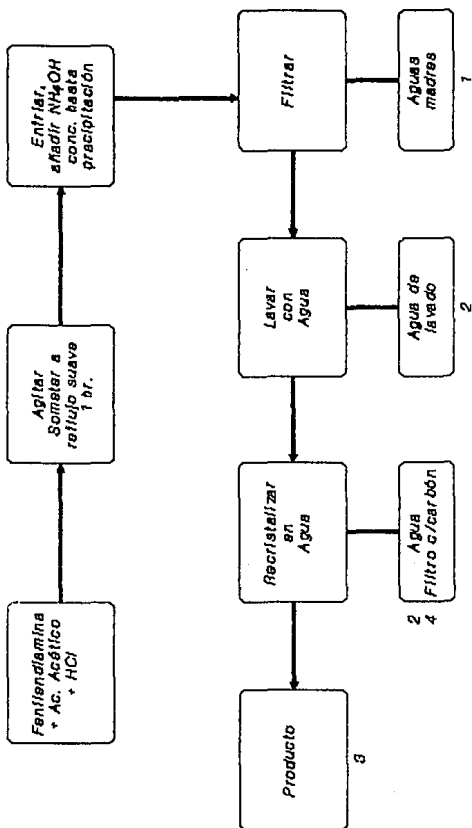 Fenilendiamina
+ Ac. Acético
+ HCl
Agitar
Someter a
reflujo suave
1 hr.
Enfriar,
añadir NH4OH
conc. hasta
precipitación
Filtrar
Aguas
madres
1
Lavar
con
Agua
Agua de
lavado
2
Recristalizar
en
Agua
Agua
Filtro c/carbón
2
4
Producto
3